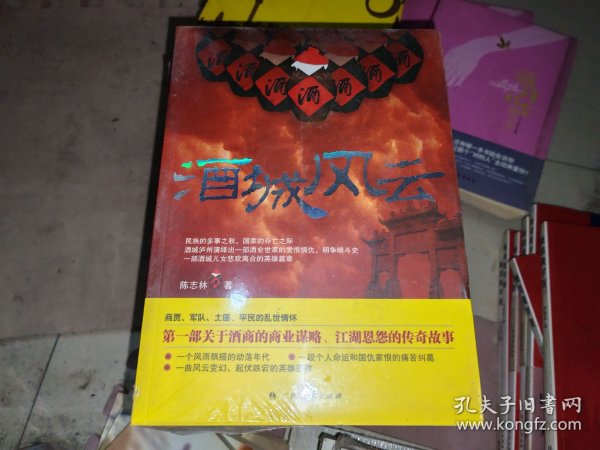 酒 酒 酒 酒 酒 酒 酒
酒城风云
民族的多事之秋，国家的存亡之际
酒城泸州演绎出一部酒业世家的爱恨情仇、明争暗斗史
一部酒城儿女悲欢离合的英雄篇章
陈志林 著
商贾、军队、土匪、平民的乱世情怀
第一部关于酒商的商业谋略、江湖恩怨的传奇故事
一个风雨飘摇的动荡年代
一段个人命运和国仇家恨的痛苦纠葛
一曲风云变幻、起伏跌宕的英雄悲歌
孔夫子旧书网
www.kongfz.com